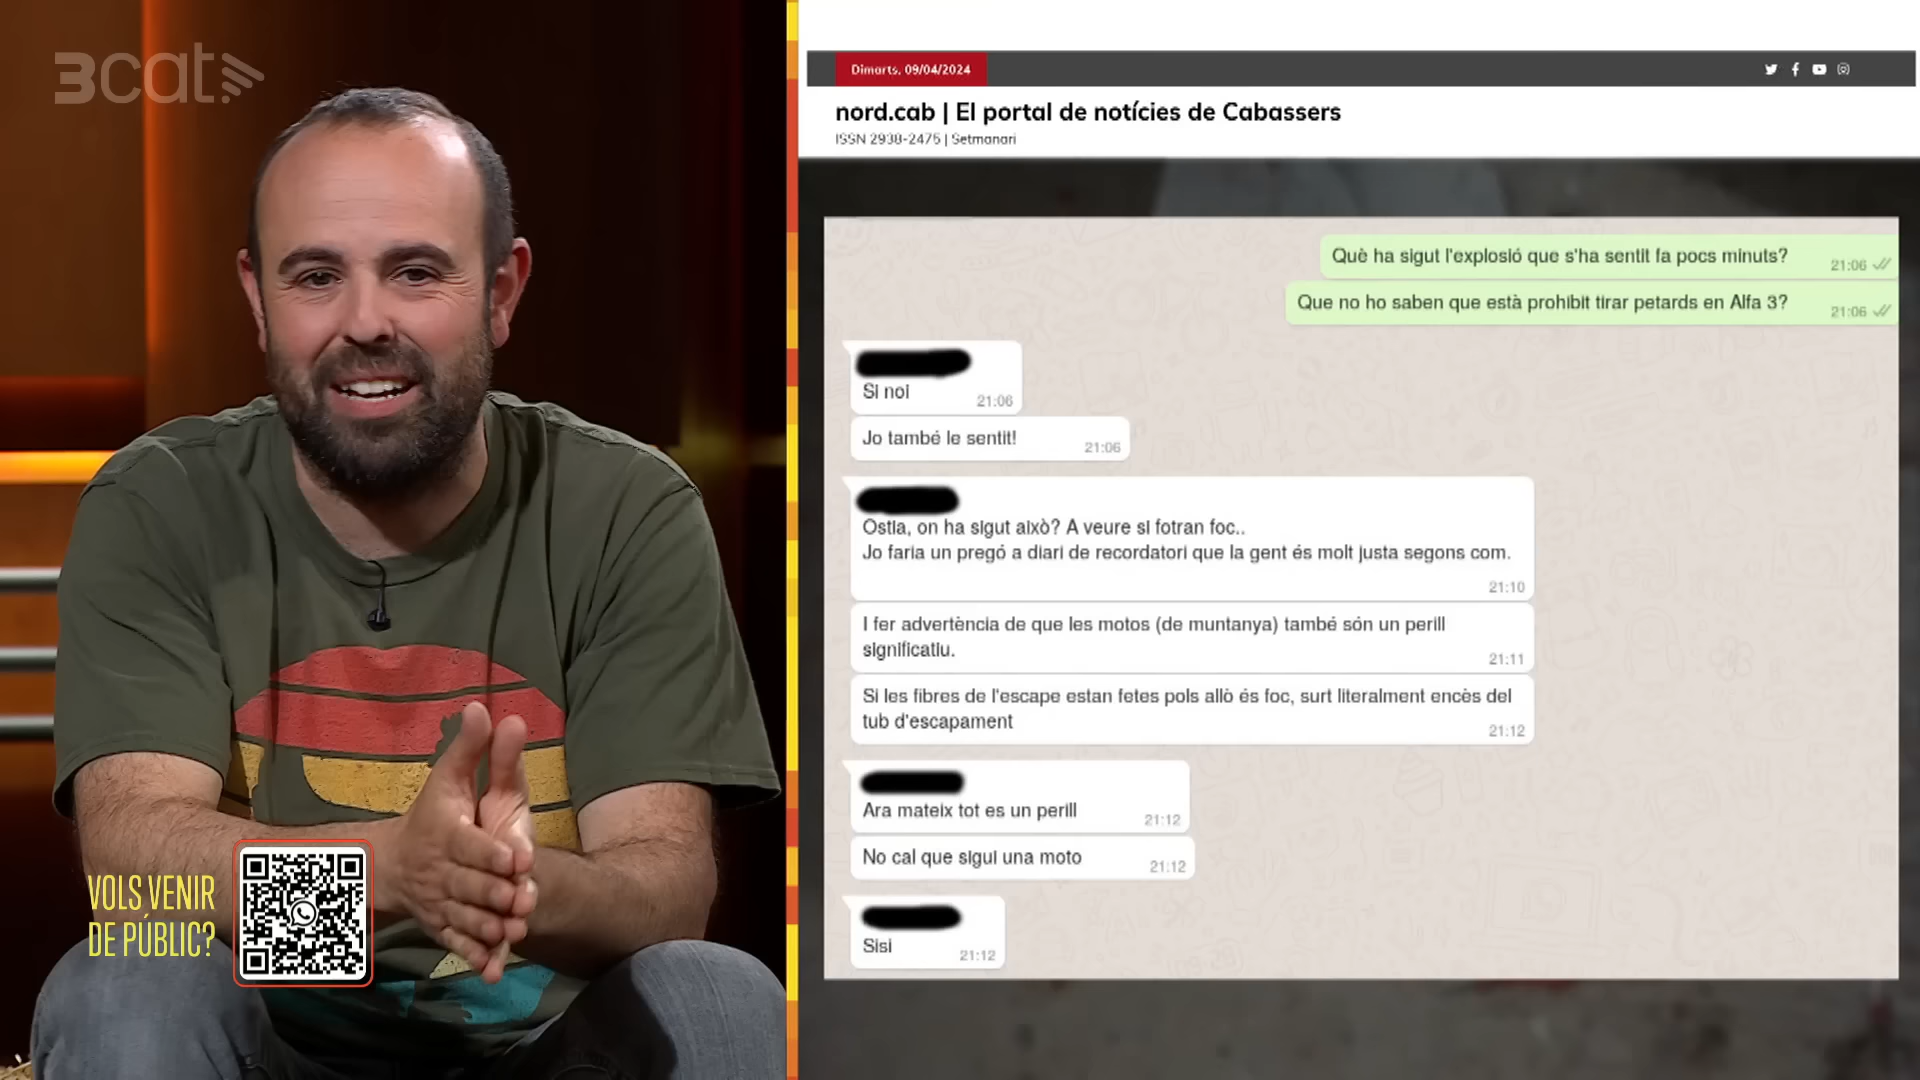 3cat
VOLS VENIR
DE PÚBLIC?
Dimarts, 09/04/2024
nord.cab | El portal de notícies de Cabassers
ISSN 2938-2475 | Setmanari
Què ha sigut l'explosió que s'ha sentit fa pocs minuts?
21:06
Que no ho saben que està prohibit tirar petards en Alfa 3?
21:06
Si noi
21:06
Jo també le sentit!
21:06
Ostia, on ha sigut això? A veure si fotran foc..
Jo faria un pregó a diari de recordatori que la gent és molt justa segons com.
21:10
I fer advertència de que les motos (de muntanya) també són un perill
significatiu.
21:11
Si les fibres de l'escape estan fetes pols allò és foc, surt literalment encès del
tub d'escapament
21:12
Ara mateix tot es un perill
21:12
No cal que sigui una moto
21:12
Sisi
21:12